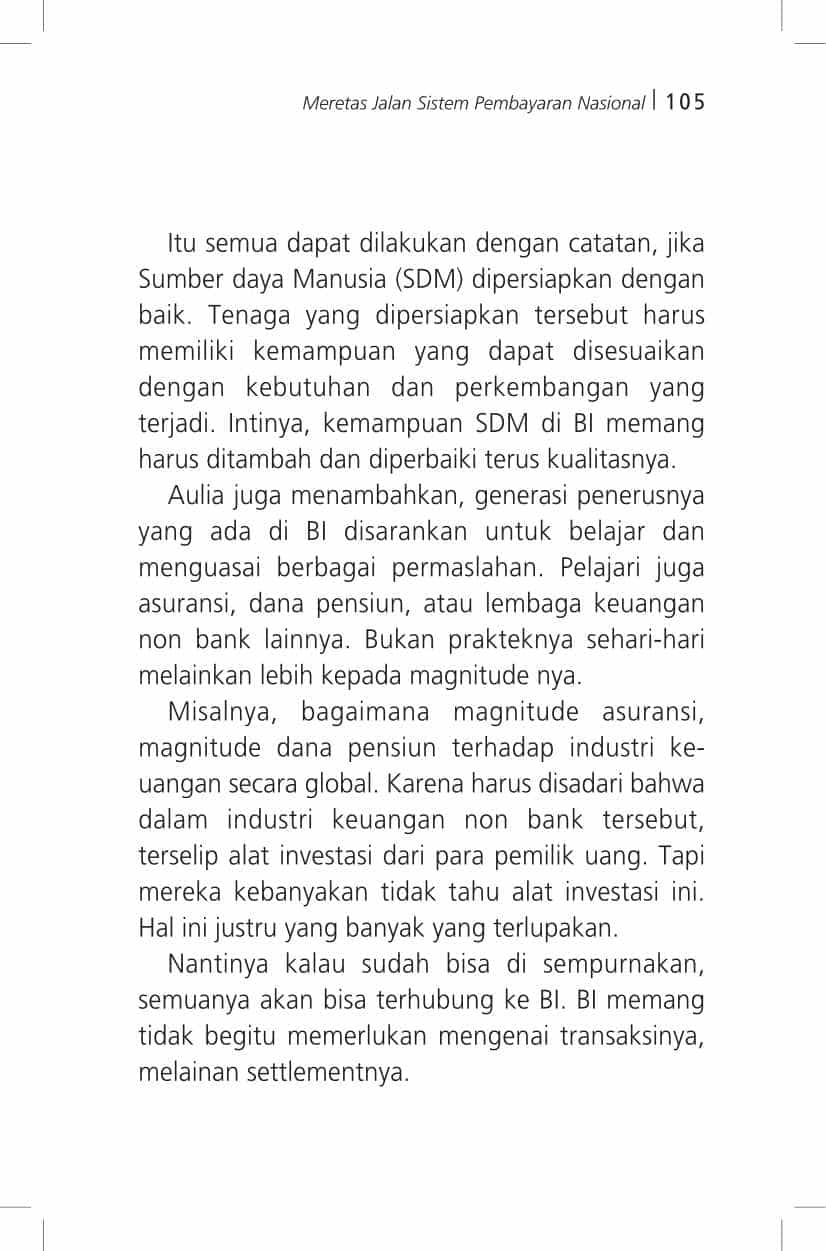 Meretas Jalan Sistem Pembayaran Nasional | 105
Itu semua dapat dilakukan dengan catatan, jika
Sumber daya Manusia (SDM) dipersiapkan dengan
baik. Tenaga yang dipersiapkan tersebut harus
memiliki kemampuan yang dapat disesuaikan
dengan kebutuhan dan perkembangan yang
terjadi. Intinya, kemampuan SDM di BI memang
harus ditambah dan diperbaiki terus kualitasnya.
Aulia juga menambahkan, generasi penerusnya
yang ada di BI disarankan untuk belajar dan
menguasai berbagai permaslahan. Pelajari juga
asuransi, dana pensiun, atau lembaga keuangan
non bank lainnya. Bukan prakteknya sehari-hari
melainkan lebih kepada magnitude nya.
Misalnya, bagaimana magnitude asuransi,
magnitude dana pensiun terhadap industri ke-
uangan secara global. Karena harus disadari bahwa
dalam industri keuangan non bank tersebut,
terselip alat investasi dari para pemilik uang. Tapi
mereka kebanyakan tidak tahu alat investasi ini.
Hal ini justru yang banyak yang terlupakan.
Nantinya kalau sudah bisa di sempurnakan,
semuanya akan bisa terhubung ke BI. BI memang
tidak begitu memerlukan mengenai transaksinya,
melainan settlementnya.